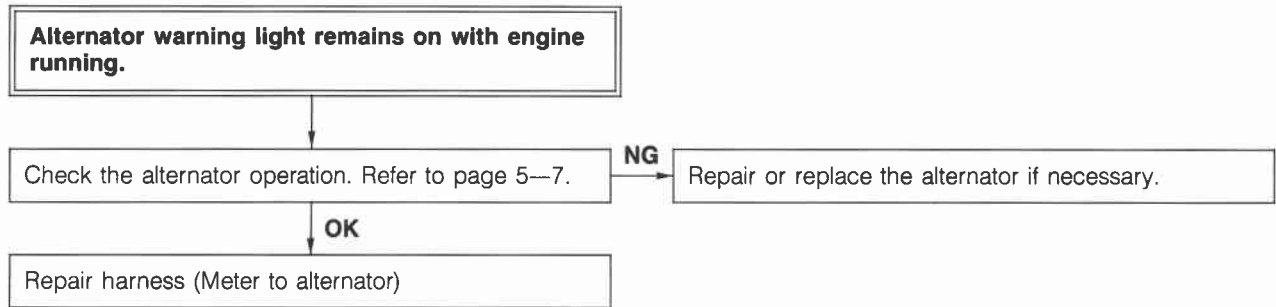 Alternator warning light remains on with engine
running.
Check the alternator operation. Refer to page 5—7.
NG
Repair or replace the alternator if necessary.
OK
Repair harness (Meter to alternator)